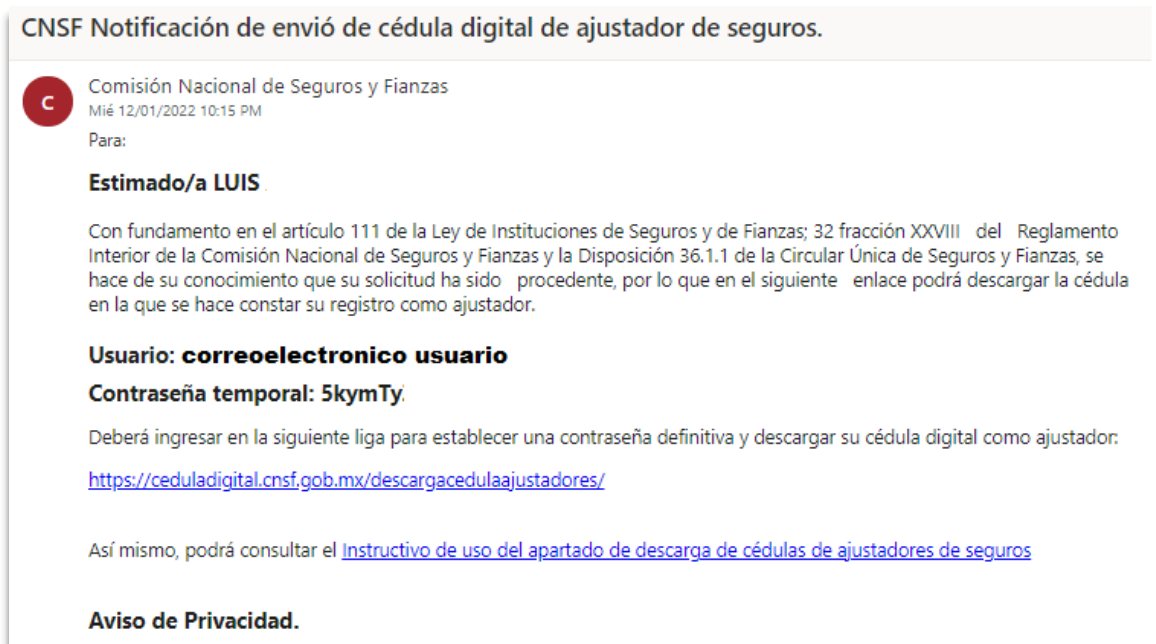 CNSF Notificación de envió de cédula digital de ajustador de seguros.
C
Comisión Nacional de Seguros y Fianzas
Mié 12/01/2022 10:15 PM
Para:
Estimado/a LUIS
Con fundamento en el artículo 111 de la Ley de Instituciones de Seguros y de Fianzas; 32 fracción XXVIII del Reglamento
Interior de la Comisión Nacional de Seguros y Fianzas y la Disposición 36.1.1 de la Circular Única de Seguros y Fianzas, se
hace de su conocimiento que su solicitud ha sido procedente, por lo que en el siguiente enlace podrá descargar la cédula
en la que se hace constar su registro como ajustador.
Usuario: correoelectronico usuario
Contraseña temporal: 5kymTy
Deberá ingresar en la siguiente liga para establecer una contraseña definitiva y descargar su cédula digital como ajustador:
https://ceduladigital.cnsf.gob.mx/descargacedulaajustadores/
Así mismo, podrá consultar el Instructivo de uso del apartado de descarga de cédulas de ajustadores de seguros
Aviso de Privacidad.